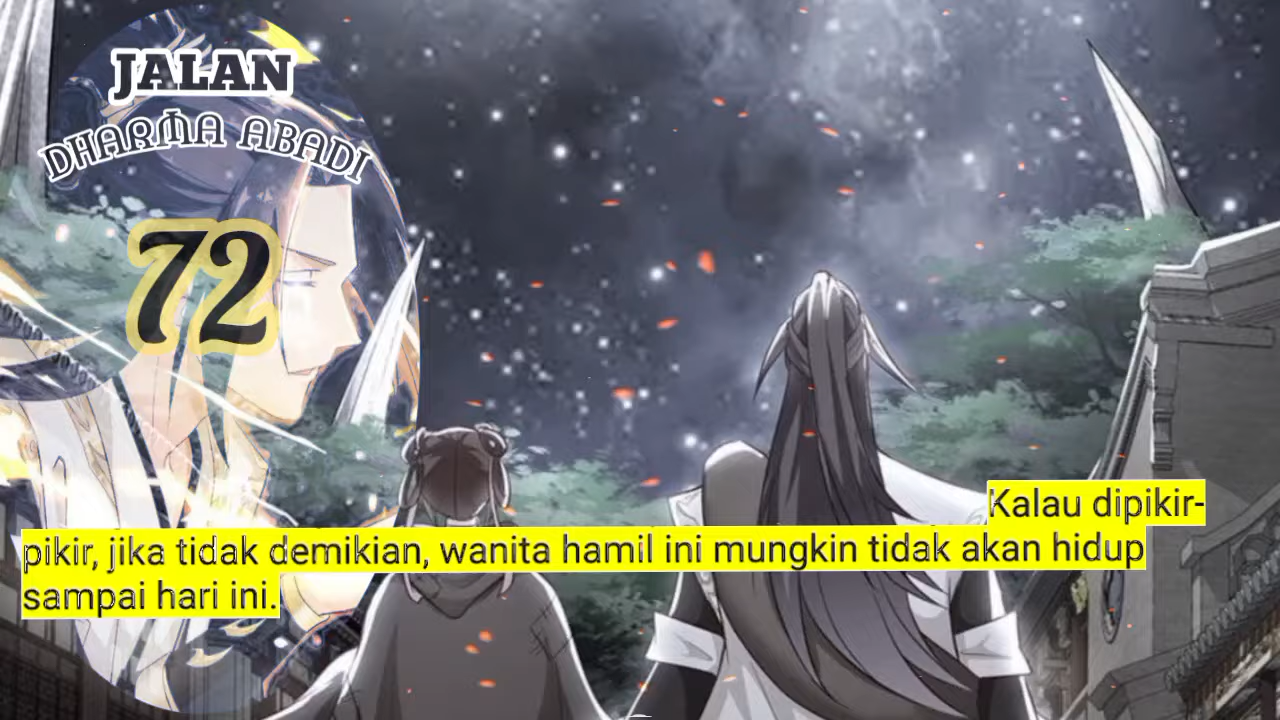 JALAN
DHARMA ABADI
72
Kalau dipikir-
pikir, jika tidak demikian, wanita hamil ini mungkin tidak akan hidup
sampai hari ini.